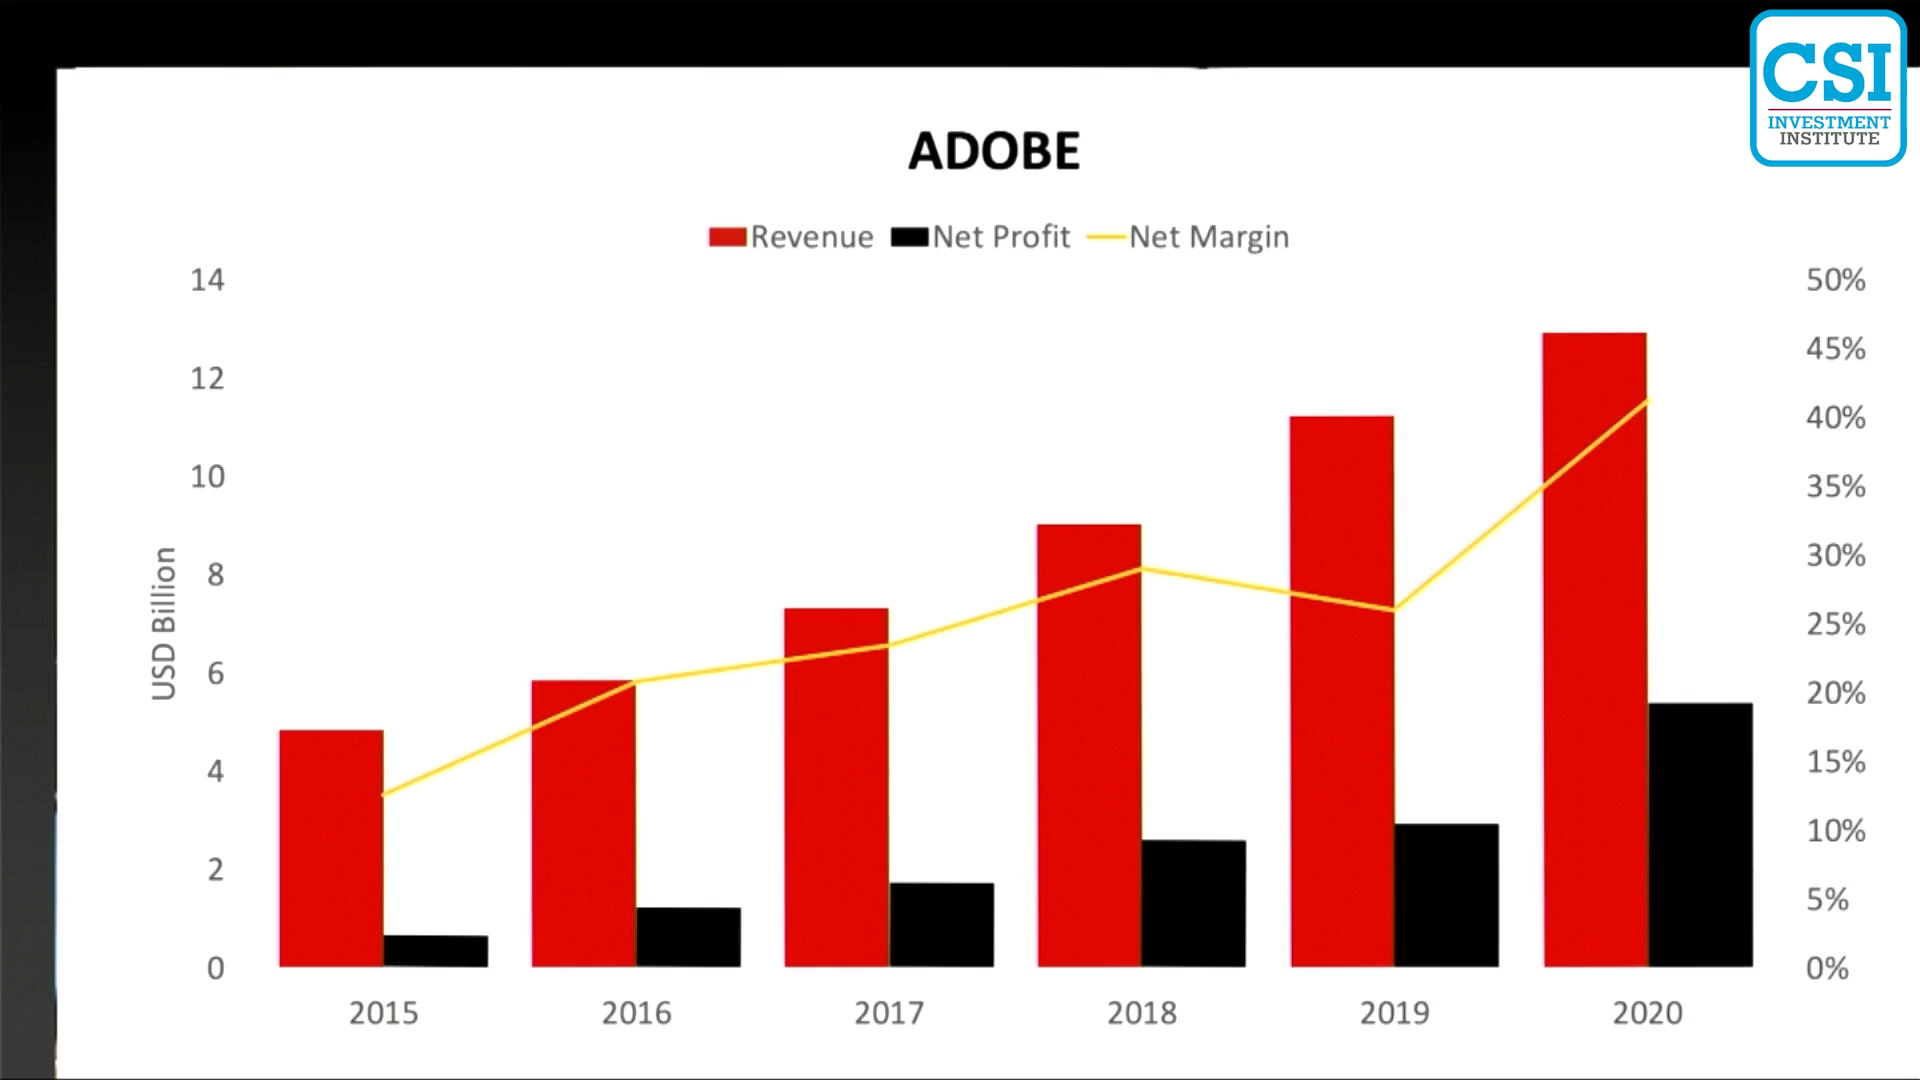 CSI
INVESTMENT
INSTITUTE
ADOBE
Revenue Net Profit Net Margin
14
12
10
8
6
4
2
0
USD Billion
50%
45%
40%
35%
30%
25%
20%
15%
10%
5%
0%
2015 2016 2017 2018 2019 2020